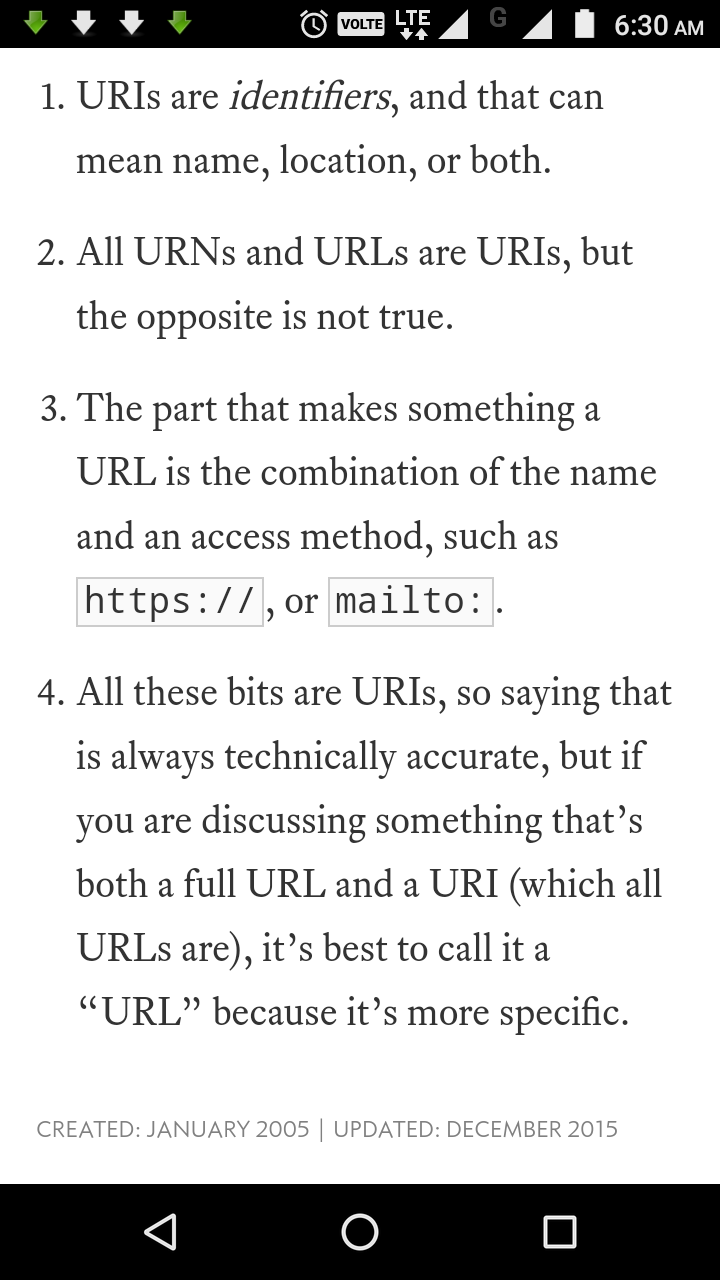 VOLTE LTE G 6:30 AM
1. URIs are identifiers, and that can
mean name, location, or both.
2. All URNs and URLs are URIs, but
the opposite is not true.
3. The part that makes something a
URL is the combination of the name
and an access method, such as
https://, or mailto:.
4. All these bits are URIs, so saying that
is always technically accurate, but if
you are discussing something that’s
both a full URL and a URI (which all
URLs are), it’s best to call it a
“URL” because it’s more specific.
CREATED: JANUARY 2005 | UPDATED: DECEMBER 2015